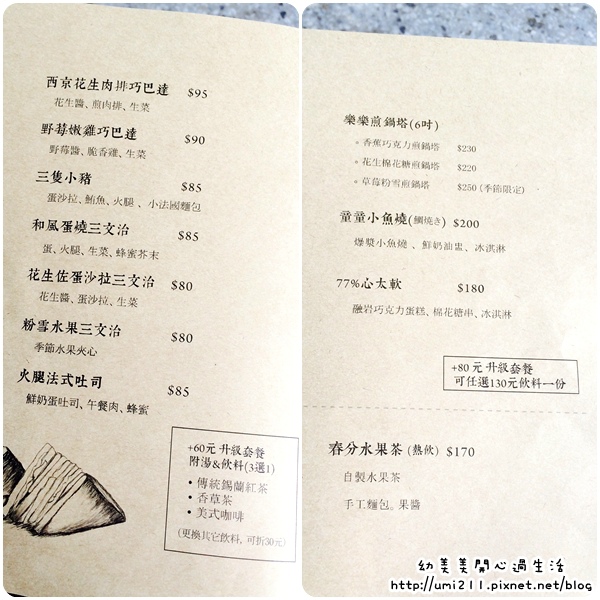 西京花生肉排巧巴達 $95
花生醬、煎肉排、生菜
野莓嫩雞巧巴達 $90
野莓醬、脆香雞、生菜
三隻小豬 $85
蛋沙拉、鮪魚、火腿、小法國麵包
和風蛋燒三文治 $85
蛋、火腿、生菜、蜂蜜芥末
花生佐蛋沙拉三文治 $80
花生醬、蛋沙拉、生菜
粉雪水果三文治 $80
季節水果夾心
火腿法式吐司 $85
鮮奶蛋吐司、午餐肉、蜂蜜
+60元 升級套餐
附湯&飲料(3選1)
• 傳統錫蘭紅茶
• 香草茶
• 美式咖啡
(更換其它飲料, 可折30元)
樂樂煎鍋塔(6吋)
• 香蕉巧克力煎鍋塔 $230
• 花生棉花糖煎鍋塔 $220
• 草莓粉雪煎鍋塔 $250 (季節限定)
童童小魚燒(鯛焼き) $200
爆漿小魚燒、鮮奶油盅、冰淇淋
77%心太軟 $180
融岩巧克力蛋糕、棉花糖串、冰淇淋
+80 元 升級套餐
可任選130元飲料一份
春分水果茶 (熱飲) $170
自製水果茶
手工麵包。果醬
幼美美開心過生活
http://umi211.pixnet.net/blog